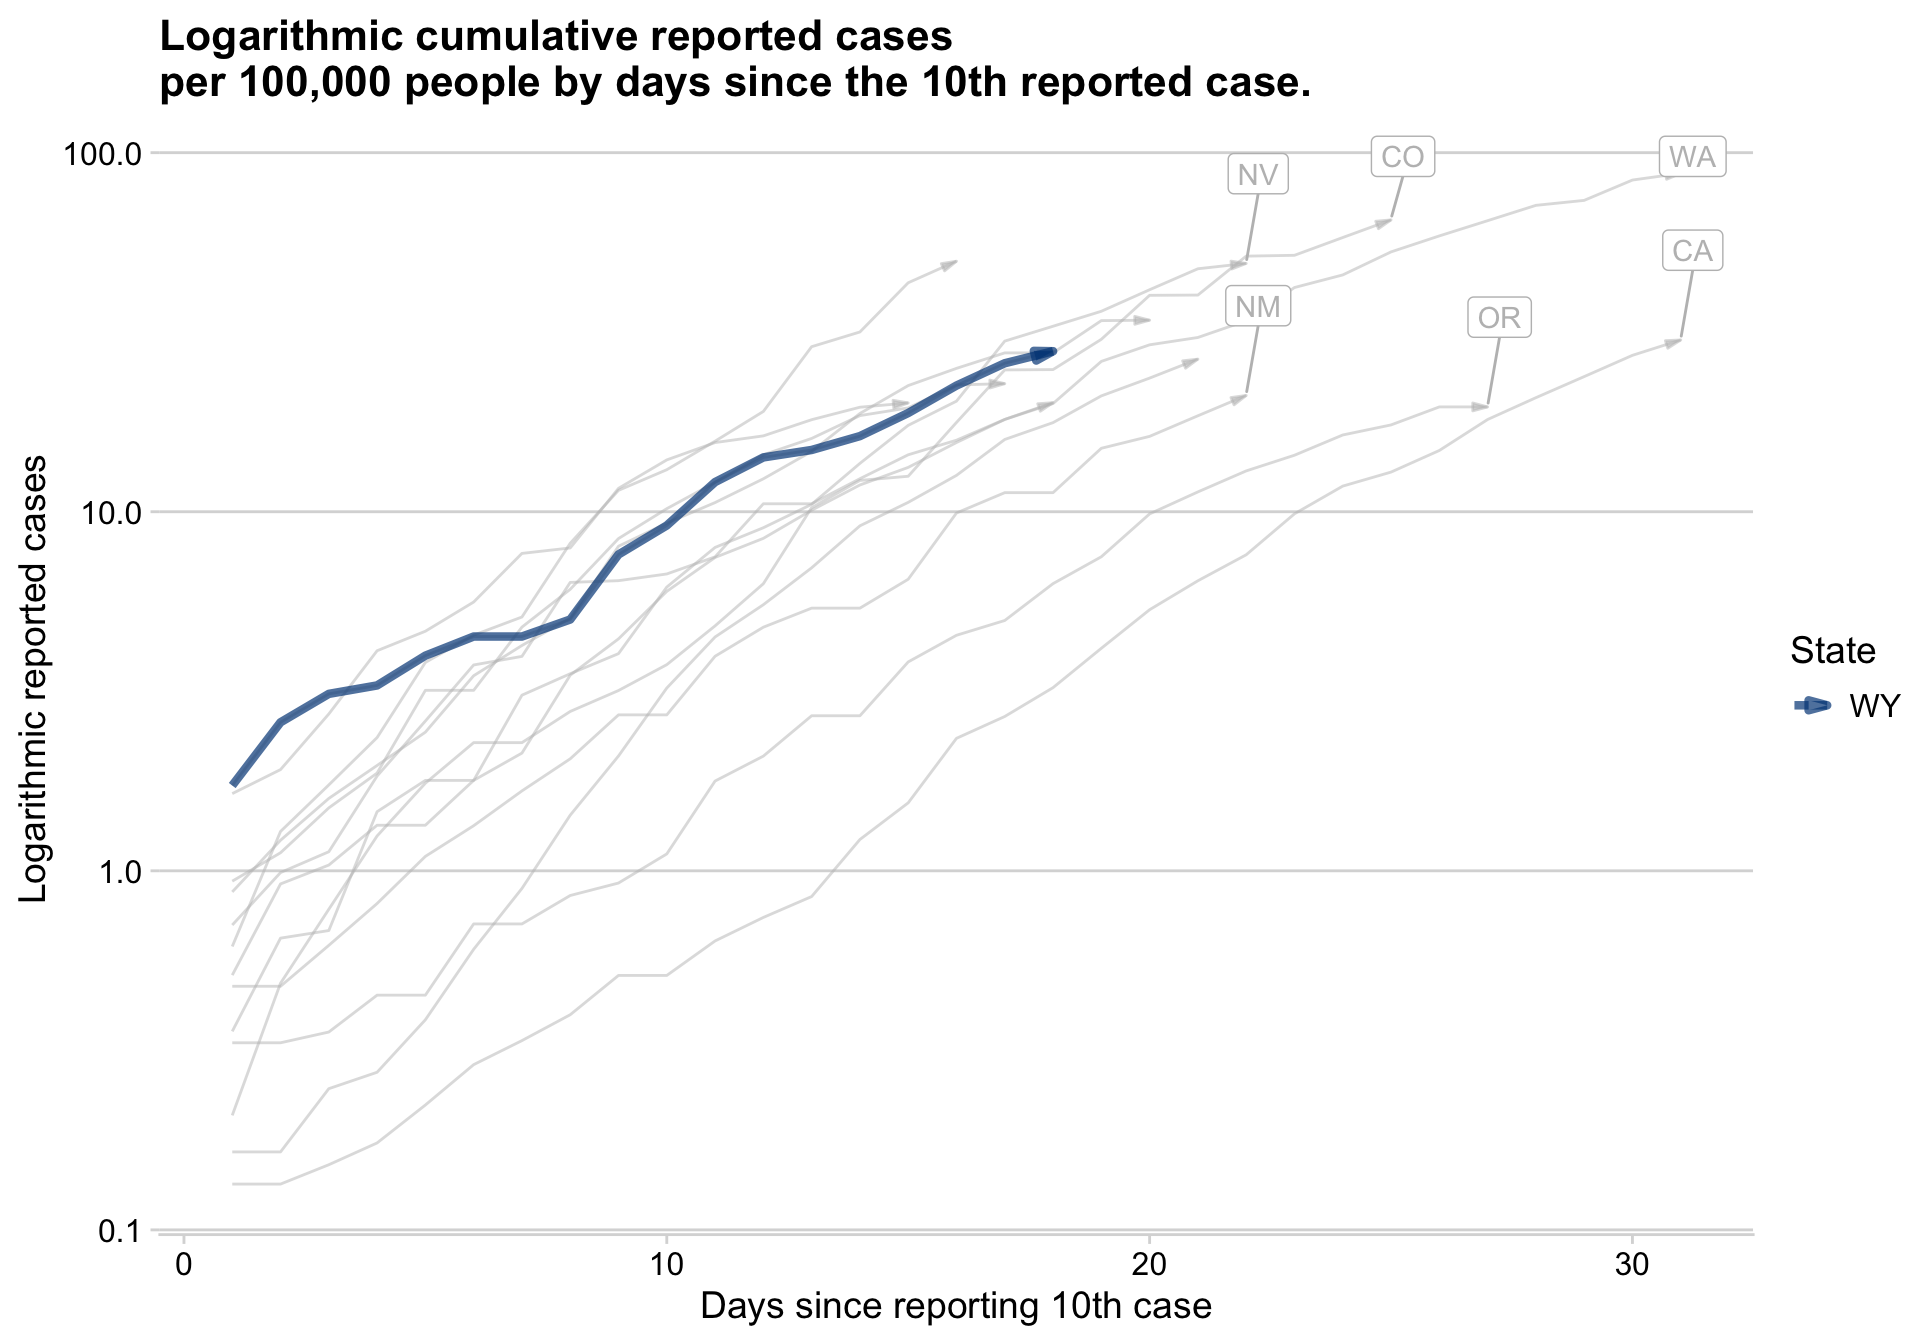 Logarithmic cumulative reported cases
per 100,000 people by days since the 10th reported case.
100.0
10.0
1.0
0.1
Logarithmic reported cases
NV
CO
WA
CA
NM
OR
State
WY
0
10
20
30
Days since reporting 10th case